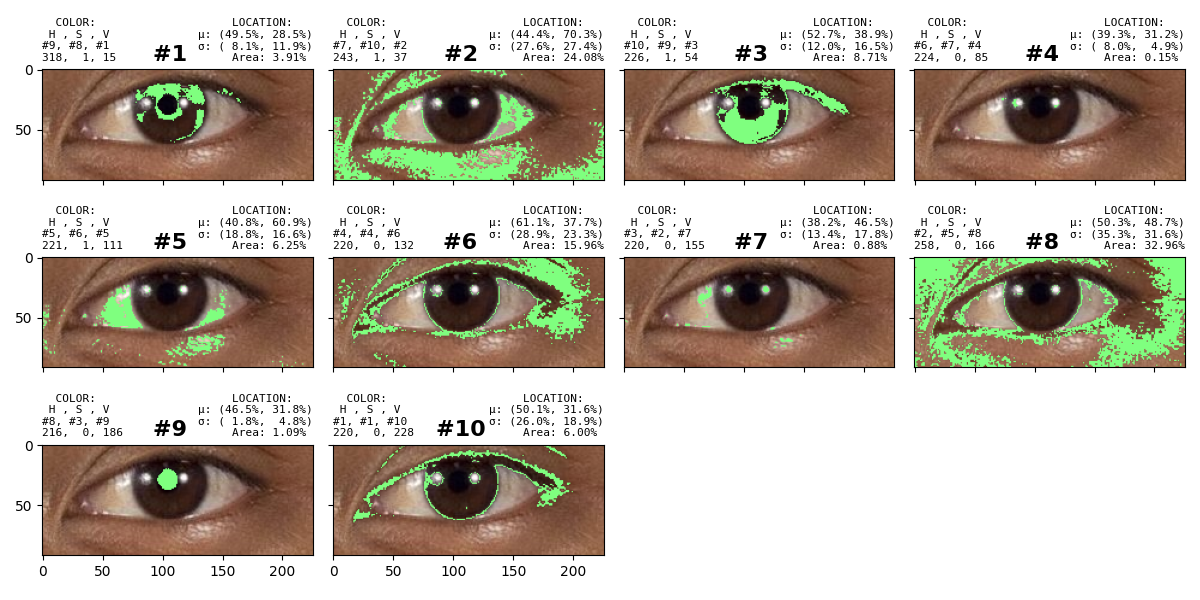 COLOR: LOCATION:
H , S , V μ: (49.5%, 28.5%)
#9, #8, #1 #1 σ: ( 8.1%, 11.9%)
318, 1, 15 Area: 3.91%
COLOR: LOCATION:
H , S , V μ: (44.4%, 70.3%)
#7, #10, #2 #2 σ: (27.6%, 27.4%)
243, 1, 37 Area: 24.08%
COLOR: LOCATION:
H , S , V μ: (52.7%, 38.9%)
#10, #9, #3 #3 σ: (12.0%, 16.5%)
226, 1, 54 Area: 8.71%
COLOR: LOCATION:
H , S , V μ: (39.3%, 31.2%)
#6, #7, #4 #4 σ: ( 8.0%, 4.9%)
224, 0, 85 Area: 0.15%
0
50
COLOR: LOCATION:
H , S , V μ: (40.8%, 60.9%)
#5, #6, #5 #5 σ: (18.8%, 16.6%)
221, 1, 111 Area: 6.25%
COLOR: LOCATION:
H , S , V μ: (61.1%, 37.7%)
#4, #4, #6 #6 σ: (28.9%, 23.3%)
220, 0, 132 Area: 15.96%
COLOR: LOCATION:
H , S , V μ: (38.2%, 46.5%)
#3, #2, #7 #7 σ: (13.4%, 17.8%)
220, 0, 155 Area: 0.88%
COLOR: LOCATION:
H , S , V μ: (50.3%, 48.7%)
#2, #5, #8 #8 σ: (35.3%, 31.6%)
258, 0, 166 Area: 32.96%
0
50
COLOR: LOCATION:
H , S , V μ: (46.5%, 31.8%)
#8, #3, #9 #9 σ: ( 1.8%, 4.8%)
216, 0, 186 Area: 1.09%
COLOR: LOCATION:
H , S , V μ: (50.1%, 31.6%)
#1, #1, #10 #10 σ: (26.0%, 18.9%)
220, 0, 228 Area: 6.00%
0
50
0 50 100 150 200
0 50 100 150 200